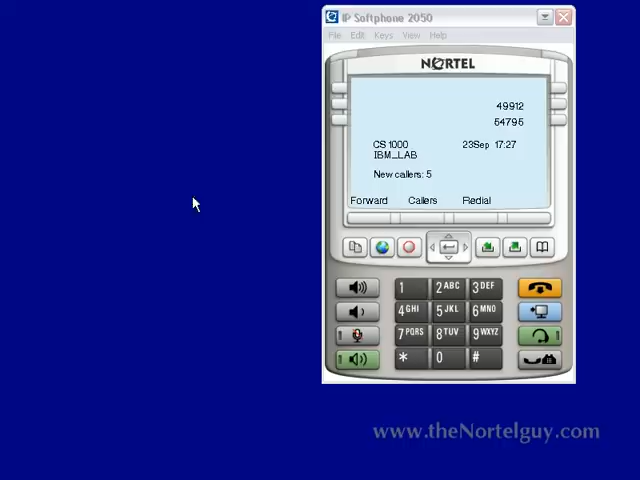 IP Softphone 2050
File Edit Keys View Help
NORTEL
49912
54795
CS 1000 23Sep 17:27
IBM_LAB
New callers: 5
Forward Callers Redial
1 2ABC 3DEF
4GHI 5JKL 6MNO
7PQRS 8TUV 9WXYZ
* 0 #
www.theNortelguy.com